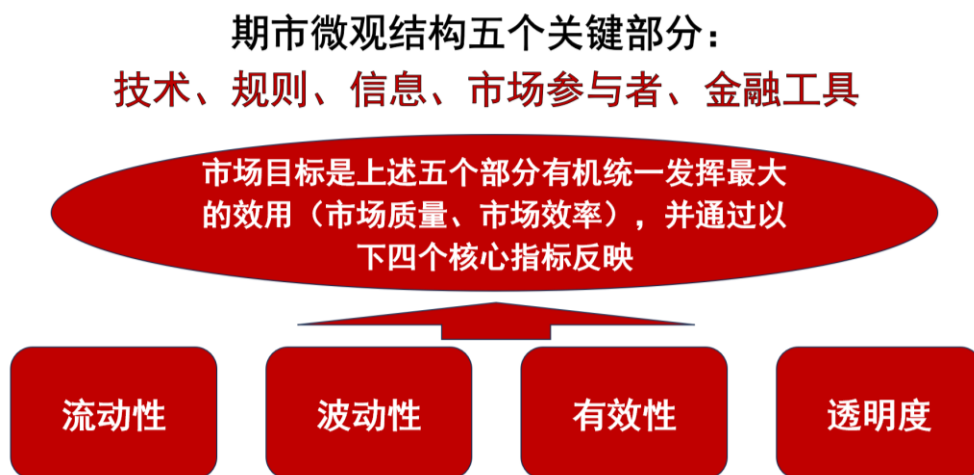 期市微观结构五个关键部分：
技术、规则、信息、市场参与者、金融工具
市场目标是上述五个部分有机统一发挥最大
的效用（市场质量、市场效率），并通过以
下四个核心指标反映
流动性
波动性
有效性
透明度